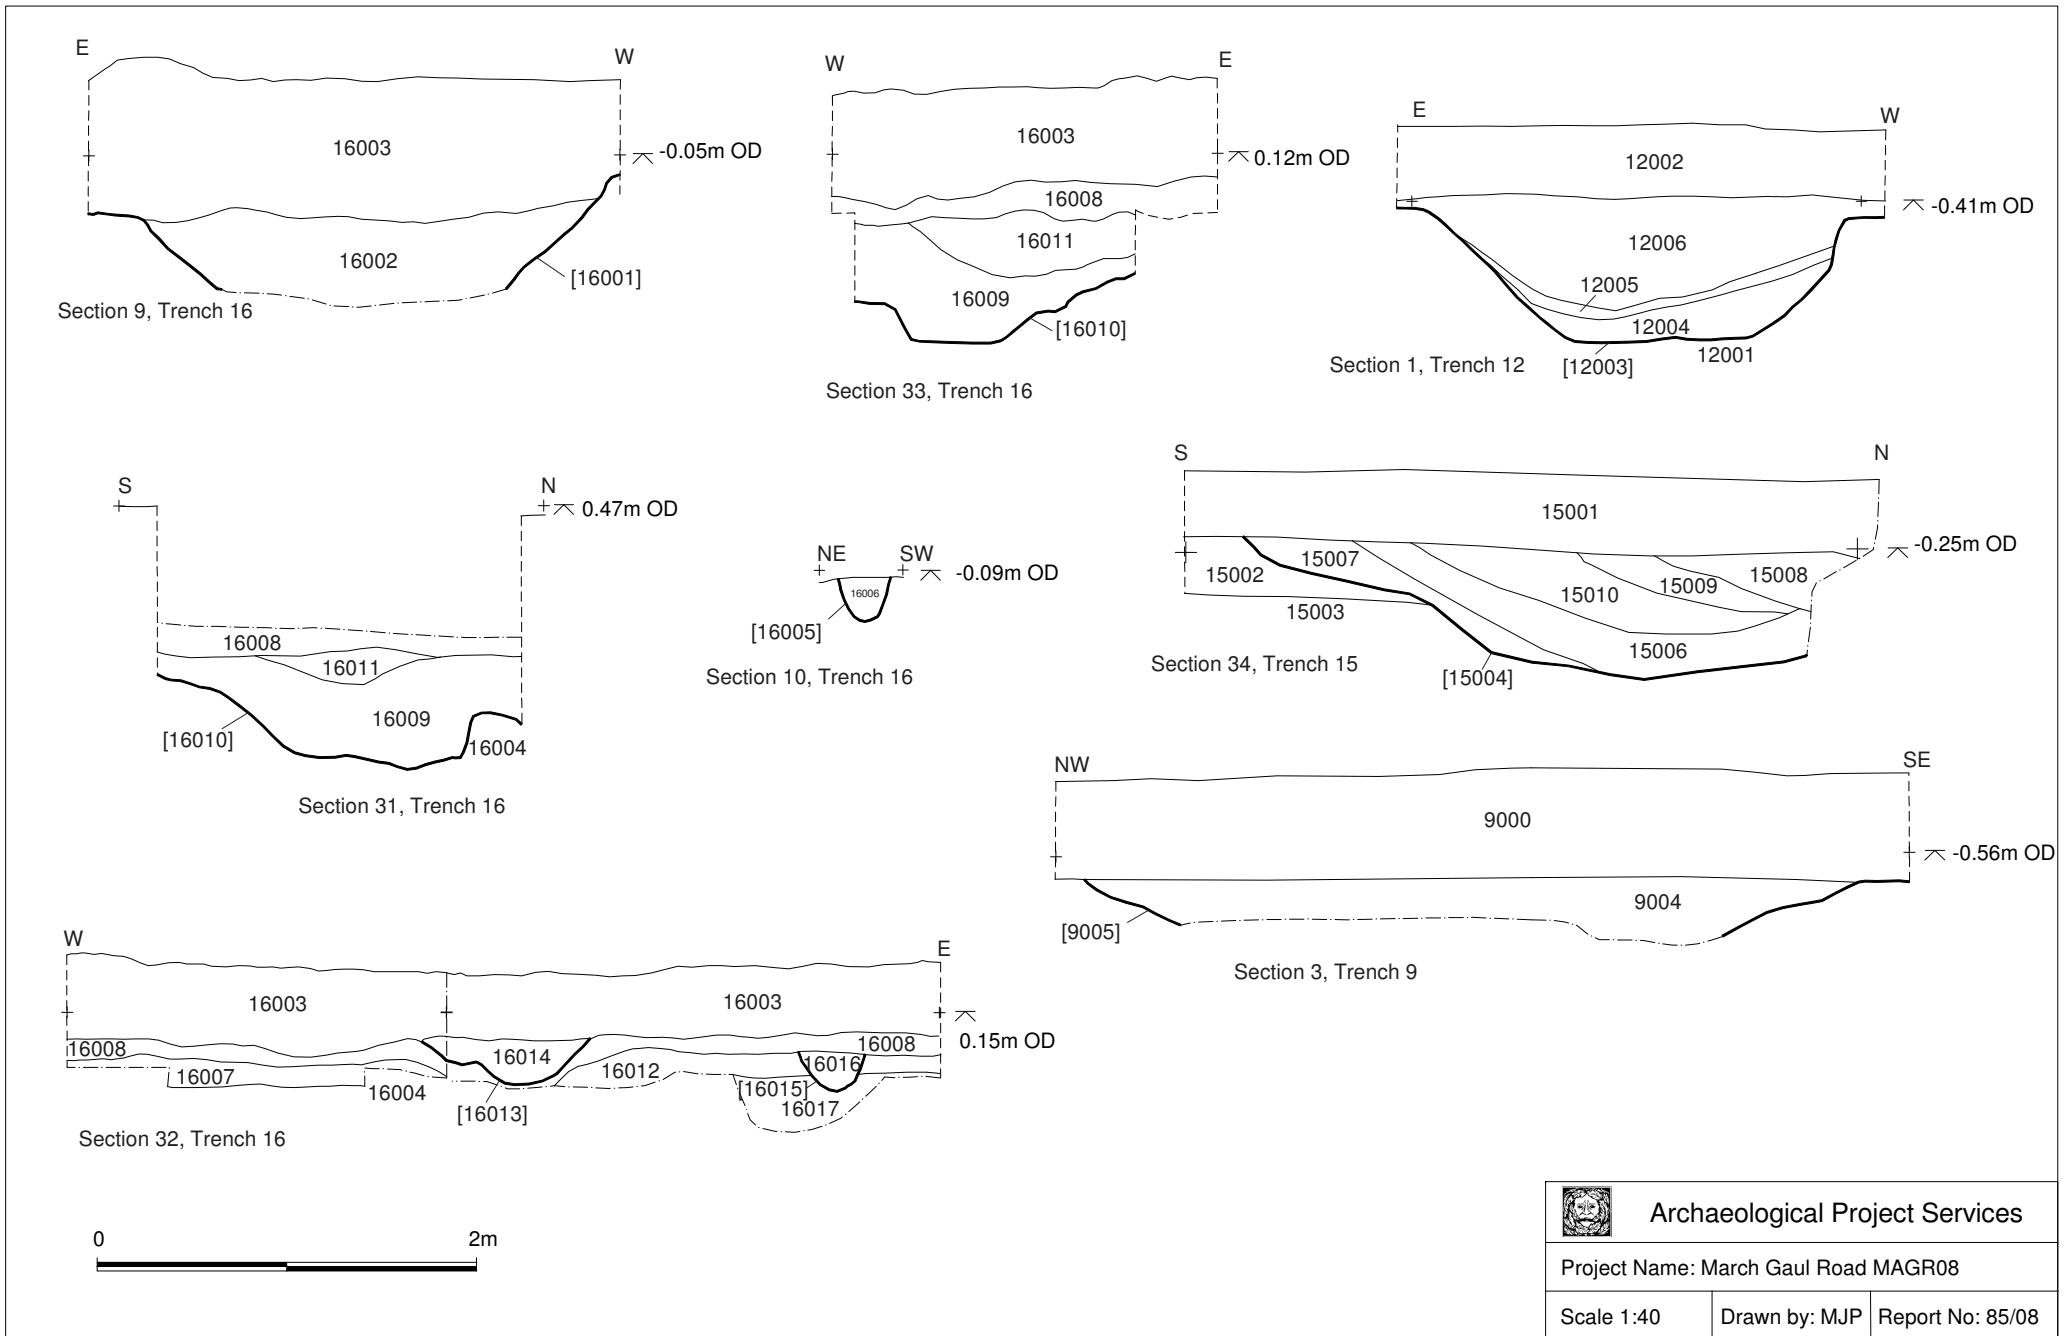 E
W
16003
-0.05m OD
16002
[16001]
Section 9, Trench 16
W
E
16003
0.12m OD
16008
16011
16009
[16010]
Section 33, Trench 16
E
W
12002
-0.41m OD
12006
12005
12004
[12003]
12001
Section 1, Trench 12
S
N
0.47m OD
16008
16011
16009
[16010]
16004
Section 31, Trench 16
NE
SW
-0.09m OD
16006
[16005]
Section 10, Trench 16
S
N
15001
-0.25m OD
15007
15002
15003
15010
15009
15008
15006
[15004]
Section 34, Trench 15
NW
SE
9000
-0.56m OD
9004
[9005]
Section 3, Trench 9
W
E
16003
16003
0.15m OD
16008
16014
16008
16007
16004
16012
16016
[16015]
[16013]
16017
Section 32, Trench 16
0
2m
Archaeological Project Services
Project Name: March Gaul Road MAGR08
Scale 1:40
Drawn by: MJP
Report No: 85/08